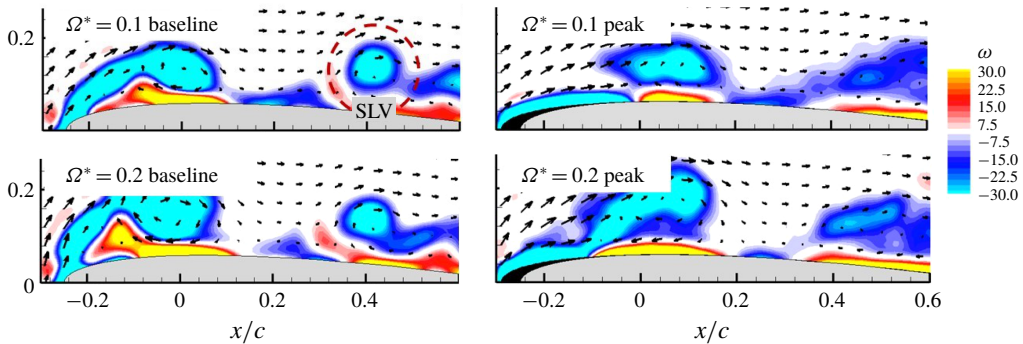 Ω* = 0.1 baseline
Ω* = 0.1 peak
0.2
SLV
ω
30.0
22.5
15.0
7.5
−7.5
−15.0
−22.5
−30.0
Ω* = 0.2 baseline
Ω* = 0.2 peak
0.2
0
−0.2 0 0.2 0.4
−0.2 0 0.2 0.4 0.6
x/c
x/c